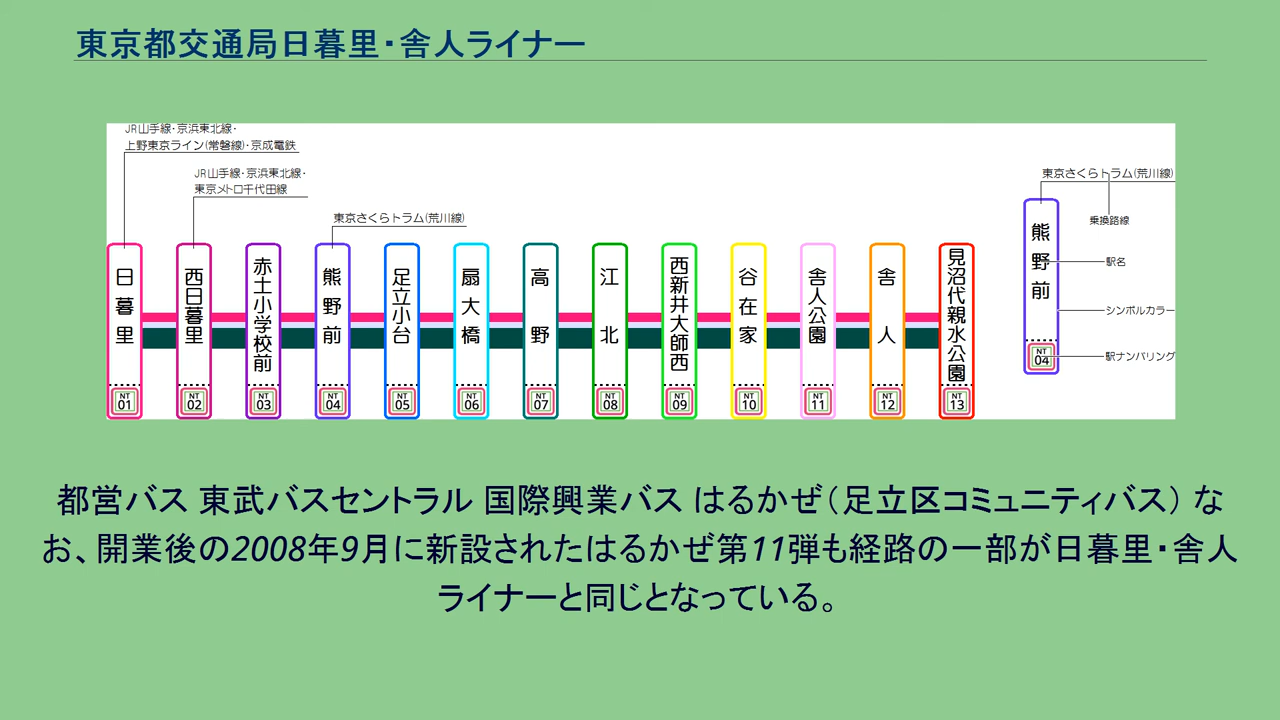 東京都交通局日暮里・舎人ライナー
JR山手線・京浜東北線・
上野東京ライン(常磐線)・京成電鉄
JR山手線・京浜東北線・
東京メトロ千代田線
東京さくらトラム(荒川線)
日暮里
NT
01
西日暮里
NT
02
赤土小学校前
NT
03
熊野前
NT
04
足立小台
NT
05
扇大橋
NT
06
高野
NT
07
江北
NT
08
西新井大師西
NT
09
谷在家
NT
10
舎人公園
NT
11
舎人
NT
12
見沼代親水公園
NT
13
東京さくらトラム(荒川線)
乗換路線
熊野前
駅名
シンボルカラー
NT
04
駅ナンバリング
都営バス 東武バスセントラル 国際興業バス はるかぜ（足立区コミュニティバス） な
お、開業後の2008年9月に新設されたはるかぜ第11弾も経路の一部が日暮里・舎人
ライナーと同じとなっている。